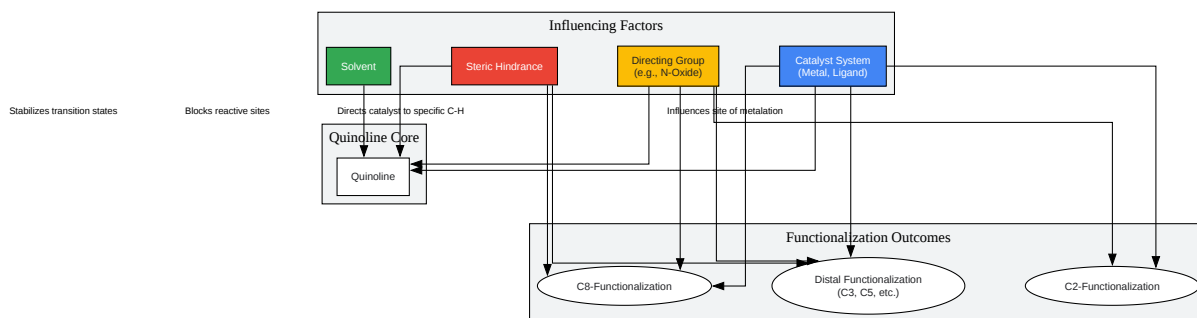 Influencing Factors
Solvent
Steric Hindrance
Directing Group
(e.g., N-Oxide)
Catalyst System
(Metal, Ligand)
Stabilizes transition states
Blocks reactive sites
Directs catalyst to specific C-H
Influences site of metalation
Quinoline Core
Quinoline
Functionalization Outcomes
C8-Functionalization
Distal Functionalization
(C3, C5, etc.)
C2-Functionalization